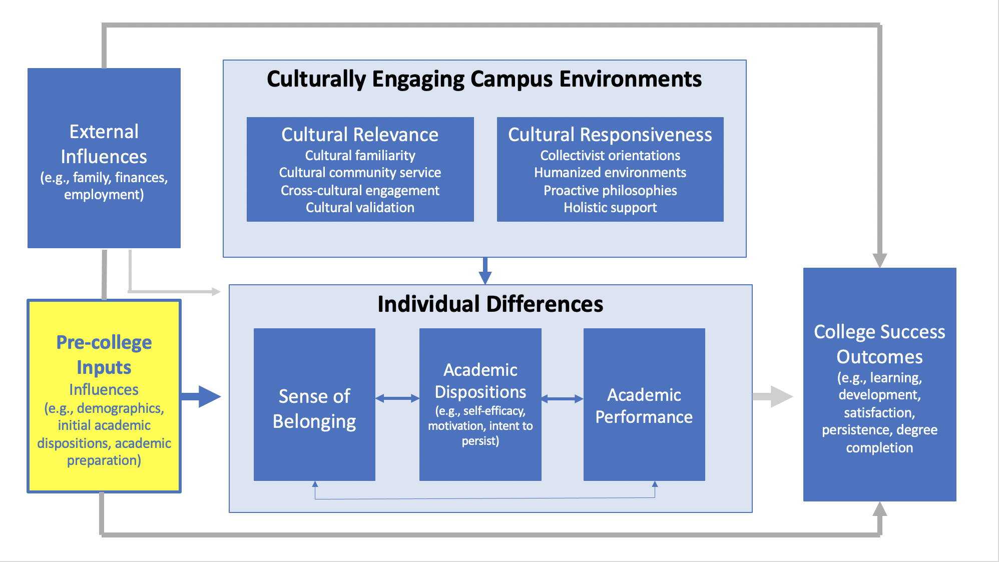 External
Influences
(e.g., family, finances,
employment)
Culturally Engaging Campus Environments
Cultural Relevance
Cultural familiarity
Cultural community service
Cross-cultural engagement
Cultural validation
Cultural Responsiveness
Collectivist orientations
Humanized environments
Proactive philosophies
Holistic support
Pre-college
Inputs
Influences
(e.g., demographics,
initial academic
dispositions, academic
preparation)
Individual Differences
Sense of
Belonging
Academic
Dispositions
(e.g., self-efficacy,
motivation, intent to
persist)
Academic
Performance
College Success
Outcomes
(e.g., learning,
development,
satisfaction,
persistence, degree
completion